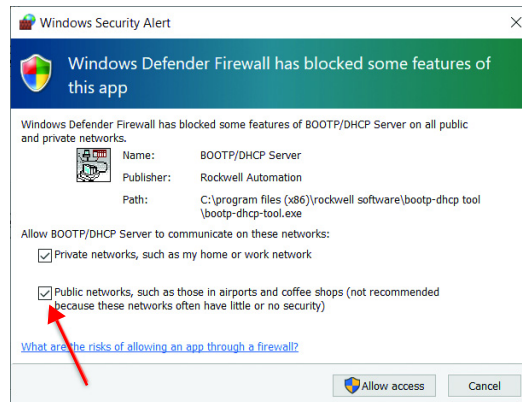 Windows Security Alert
Windows Defender Firewall has blocked some features of
this app
Windows Defender Firewall has blocked some features of BOOTP/DHCP Server on all public
and private networks.
Name: BOOTP/DHCP Server
Publisher: Rockwell Automation
Path: C:\program files (x86)\rockwell software\bootp-dhcp tool
\bootp-dhcp-tool.exe
Allow BOOTP/DHCP Server to communicate on these networks:
Private networks, such as my home or work network
Public networks, such as those in airports and coffee shops (not recommended
because these networks often have little or no security)
What are the risks of allowing an app through a firewall?
Allow access Cancel